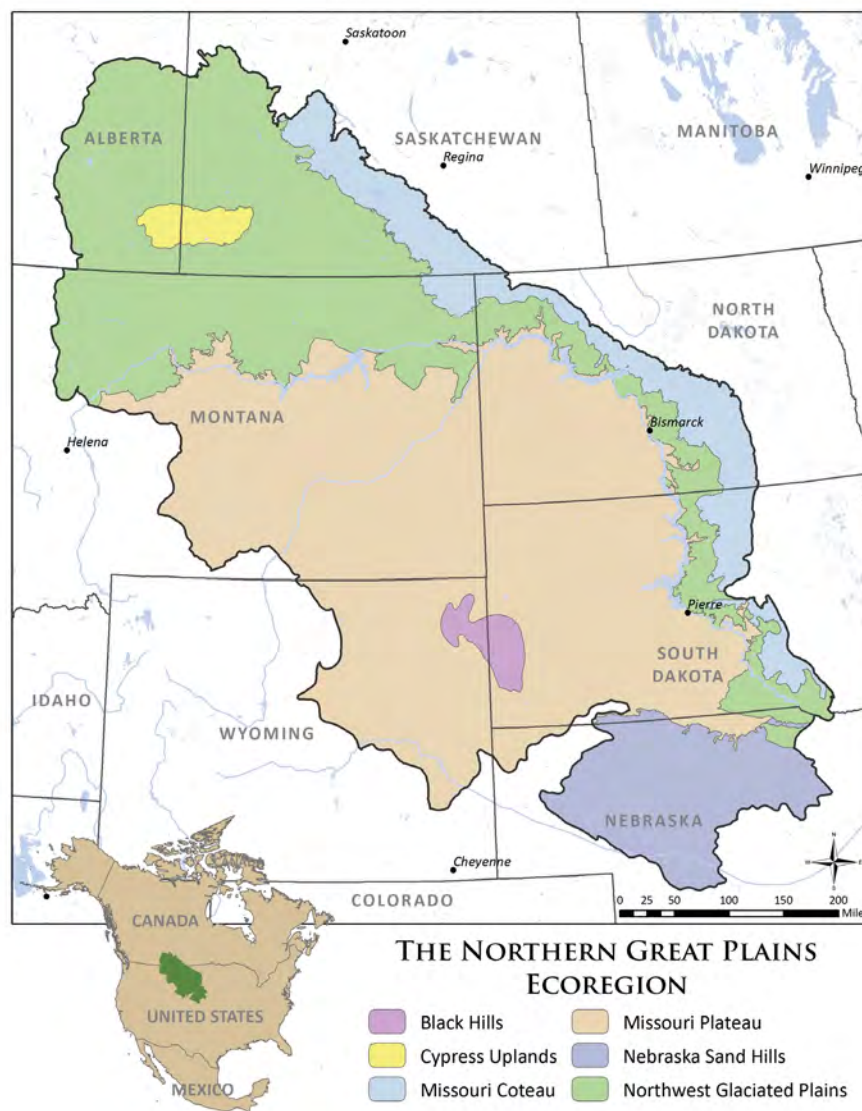 Saskatoon
ALBERTA
SASKATCHEWAN
MANITOBA
Regina
Winnipeg
NORTH
DAKOTA
MONTANA
Bismarck
Helena
Pierre
SOUTH
DAKOTA
IDAHO
WYOMING
NEBRASKA
Cheyenne
COLORADO
N
W
E
S
0 25 50 100 150 200
Mile
CANADA
UNITED STATES
MEXICO
THE NORTHERN GREAT PLAINS
ECOREGION
Black Hills
Missouri Plateau
Cypress Uplands
Nebraska Sand Hills
Missouri Coteau
Northwest Glaciated Plains